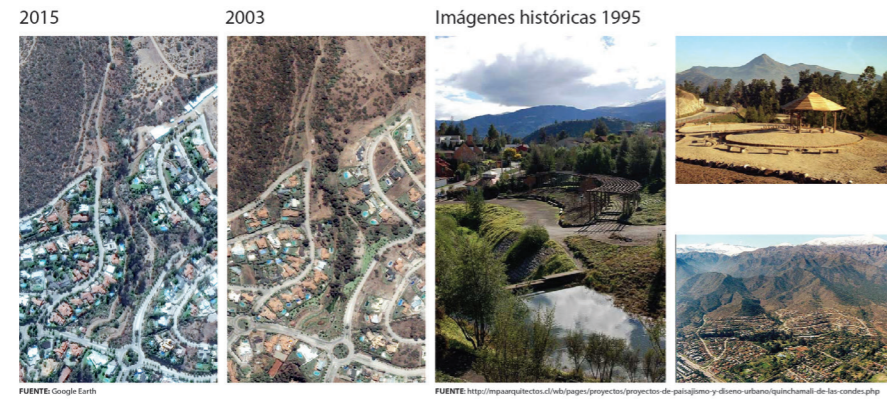 2015
2003
Imágenes históricas 1995
FUENTE: Google Earth
FUENTE: http://mpaarquitectos.cl/wb/pages/proyectos/proyectos-de-paisajismo-y-diseno-urbano/quinchamali-de-las-condes.php